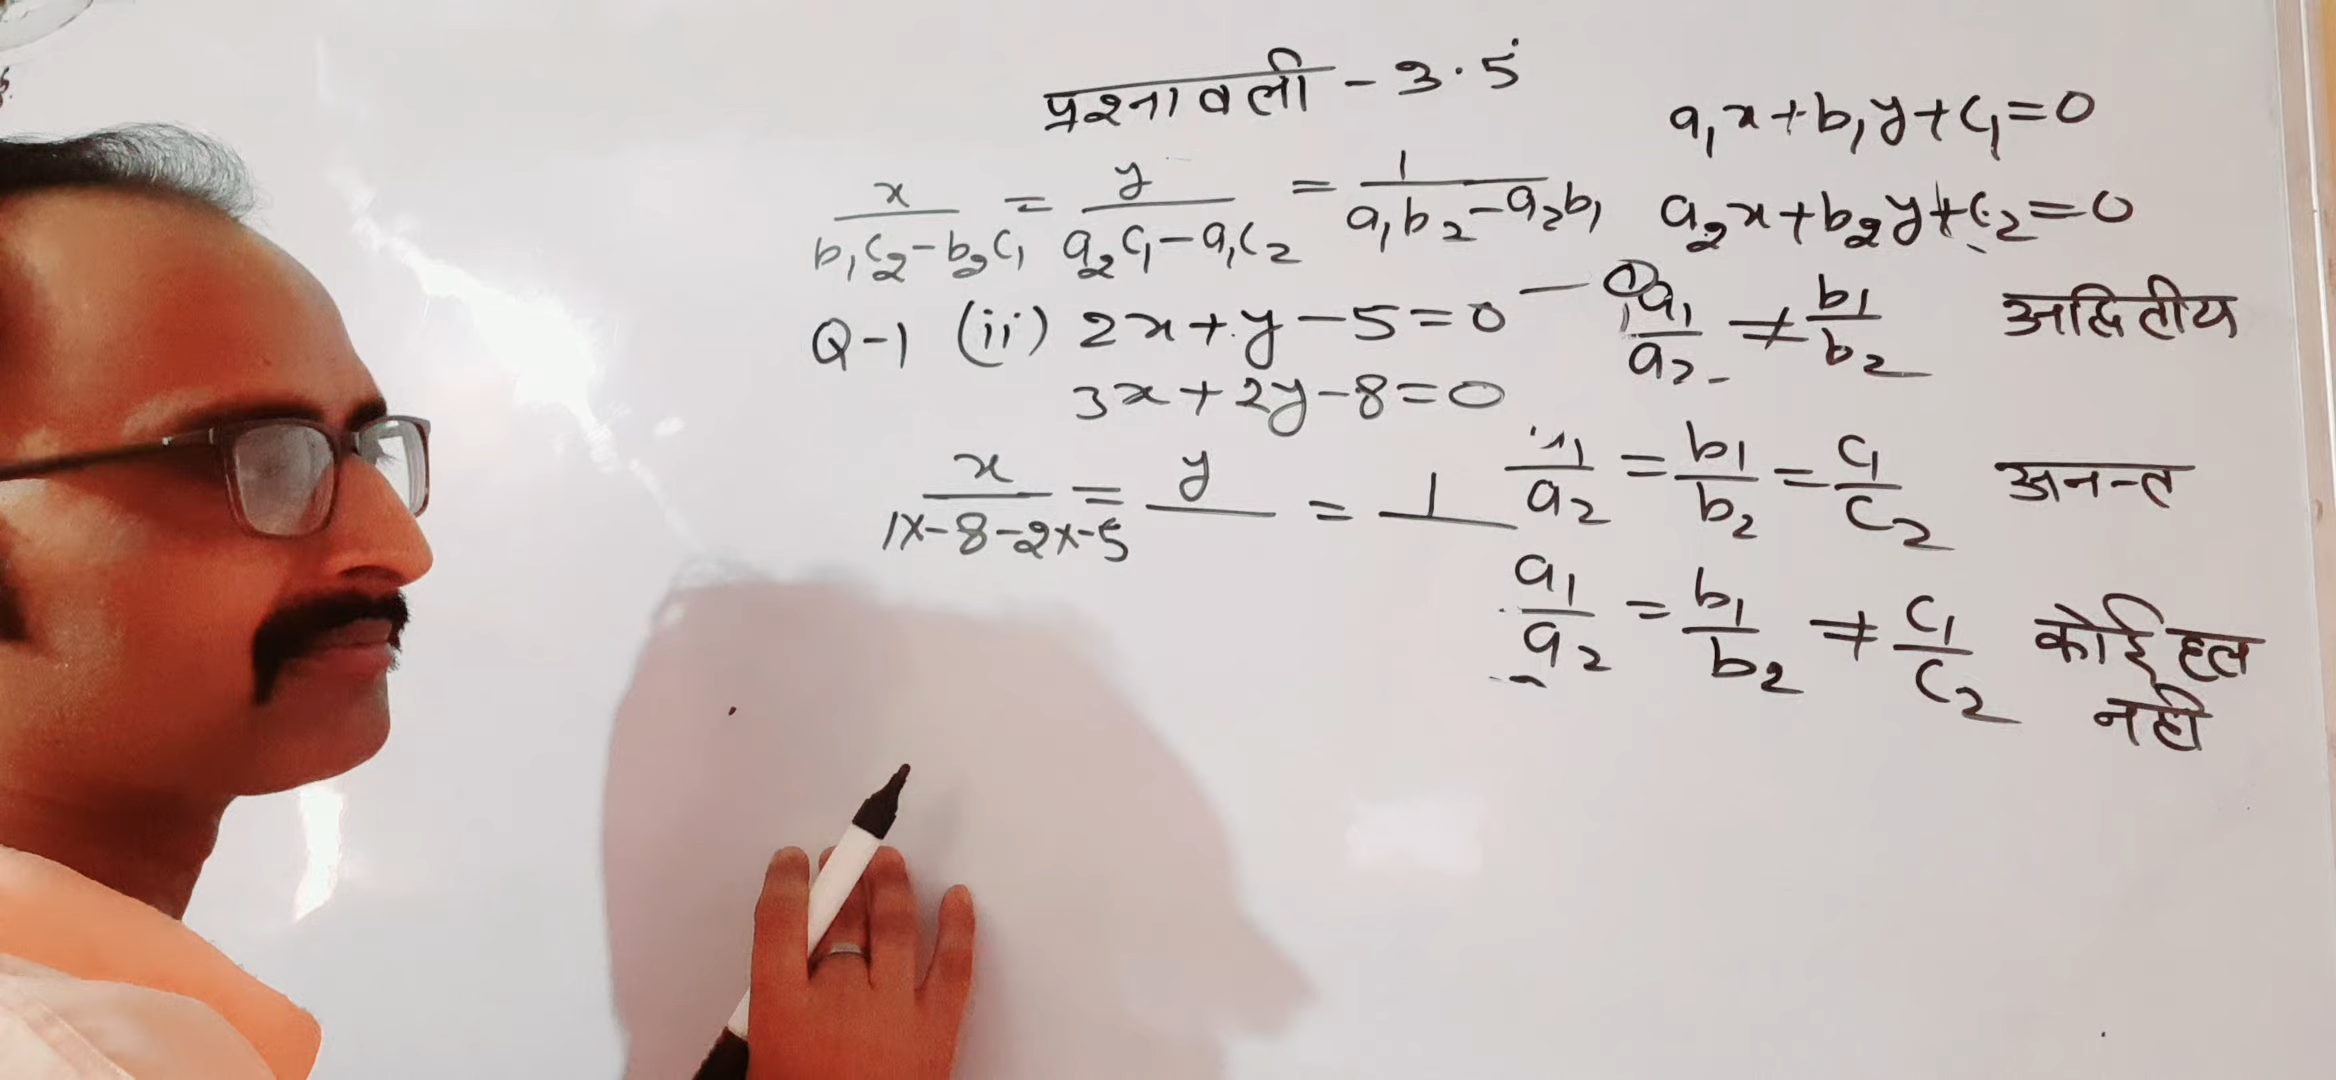 प्रश्नावली - 3.5
a₁x+b₁y+c₁=0
x/(b₁c₂-b₂c₁) = y/(a₂c₁-a₁c₂) = 1/(a₁b₂-a₂b₁)
a₂x+b₂y+c₂=0
Q-1 (ii) 2x+y-5=0 — ①
3x+2y-8=0
x/(1x-8-2x-5) = y/ = 1/
a₁/a₂ ≠ b₁/b₂ अद्वितीय
a₁/a₂ = b₁/b₂ = c₁/c₂ अनन्त
a₁/a₂ = b₁/b₂ ≠ c₁/c₂ कोई हल
नही